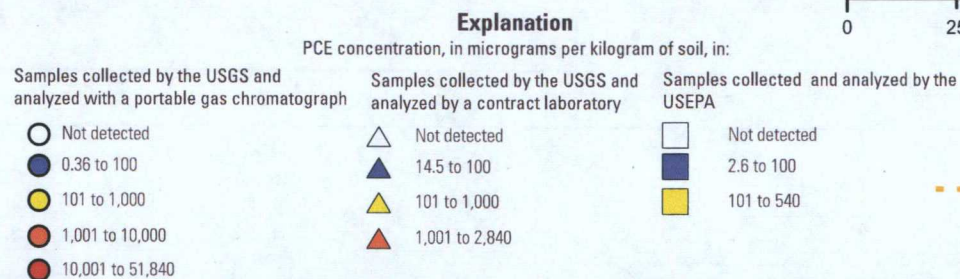 Explanation
0
25
PCE concentration, in micrograms per kilogram of soil, in:
Samples collected by the USGS and
analyzed with a portable gas chromatograph
Not detected
0.36 to 100
101 to 1,000
1,001 to 10,000
10,001 to 51,840
Samples collected by the USGS and
analyzed by a contract laboratory
Not detected
14.5 to 100
101 to 1,000
1,001 to 2,840
Samples collected and analyzed by the
USEPA
Not detected
2.6 to 100
101 to 540